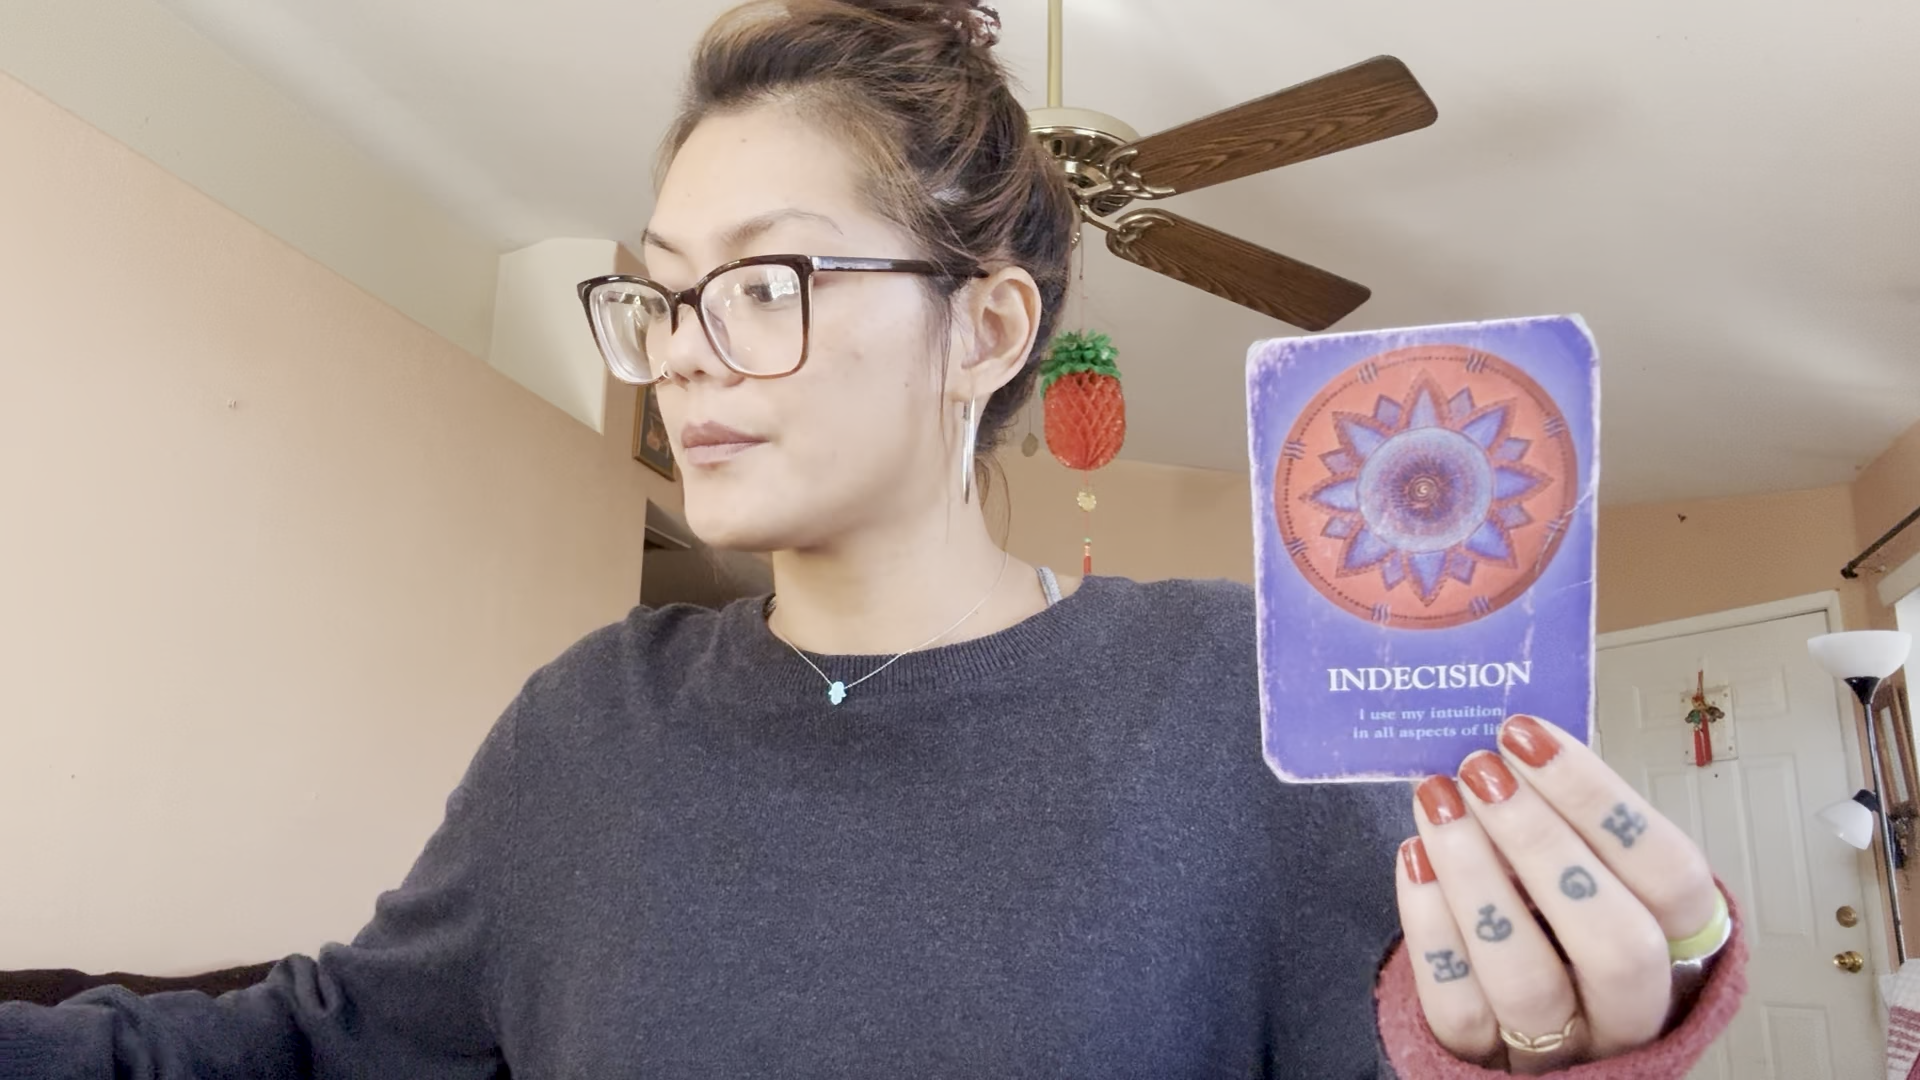 INDECISION
I use my intuition
in all aspects of
H
O